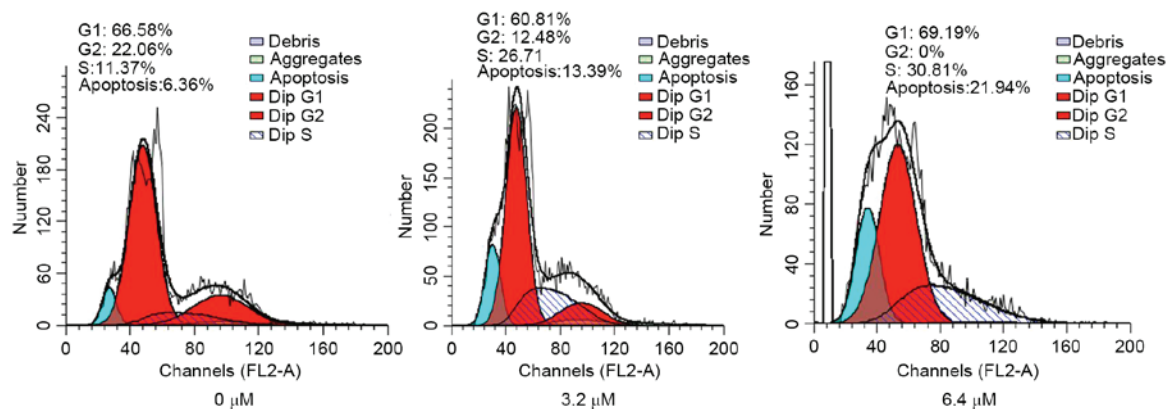 G1: 66.58%
G2: 22.06%
S:11.37%
Apoptosis:6.36%
Debris
Aggregates
Apoptosis
Dip G1
Dip G2
Dip S
Nuumber
240
180
120
60
0
0 40 80 120 160 200
Channels (FL2-A)
0 μM
G1: 60.81%
G2: 12.48%
S: 26.71
Apoptosis:13.39%
Debris
Aggregates
Apoptosis
Dip G1
Dip G2
Dip S
Number
200
150
100
50
0
0 40 80 120 160 200
Channels (FL2-A)
3.2 μM
G1: 69.19%
G2: 0%
S: 30.81%
Apoptosis:21.94%
Debris
Aggregates
Apoptosis
Dip G1
Dip G2
Dip S
Number
160
120
80
40
0
0 40 80 120 160 200
Channels (FL2-A)
6.4 μM